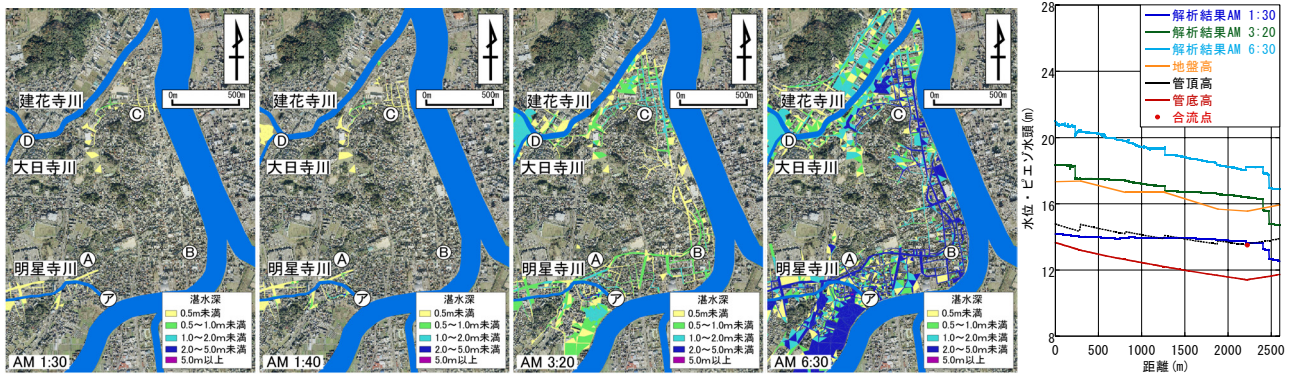 建花寺川
大日寺川
明星寺川
A
B
C
D
ア
0m 500m
湛水深
0.5m未満
0.5～1.0m未満
1.0～2.0m未満
2.0～5.0m未満
5.0m以上
AM 1:30
建花寺川
大日寺川
明星寺川
A
B
C
D
ア
0m 500m
湛水深
0.5m未満
0.5～1.0m未満
1.0～2.0m未満
2.0～5.0m未満
5.0m以上
AM 1:40
建花寺川
大日寺川
明星寺川
A
B
C
D
ア
0m 500m
湛水深
0.5m未満
0.5～1.0m未満
1.0～2.0m未満
2.0～5.0m未満
5.0m以上
AM 3:20
建花寺川
大日寺川
明星寺川
A
B
C
D
ア
0m 500m
湛水深
0.5m未満
0.5～1.0m未満
1.0～2.0m未満
2.0～5.0m未満
5.0m以上
AM 6:30
解析結果AM 1:30
解析結果AM 3:20
解析結果AM 6:30
地盤高
管頂高
管底高
合流点
水位・ピエゾ水頭(m)
28
24
20
16
12
8
0 500 1000 1500 2000 2500
距離(m)